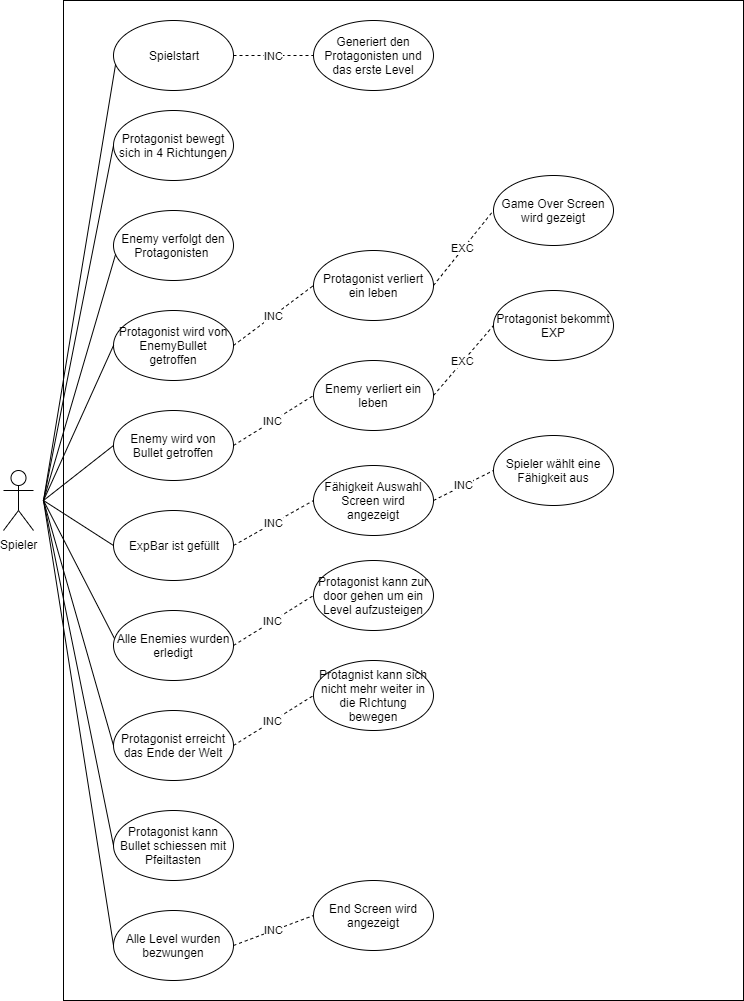 Spielstart
INC
Generiert den
Protagonisten und
das erste Level
Protagonist bewegt
sich in 4 Richtungen
Game Over Screen
wird gezeigt
Enemy verfolgt den
Protagonisten
EXC
Protagonist verliert
ein leben
INC
Protagonist wird von
EnemyBullet
getroffen
Protagonist bekommt
EXP
EXC
Enemy verliert ein
leben
INC
Enemy wird von
Bullet getroffen
Fähigkeit Auswahl
Screen wird
angezeigt
INC
Spieler wählt eine
Fähigkeit aus
INC
ExpBar ist gefüllt
Spieler
Protagonist kann zur
door gehen um ein
Level aufzusteigen
INC
Alle Enemies wurden
erledigt
Protagnist kann sich
nicht mehr weiter in
die RIchtung
bewegen
INC
Protagonist erreicht
das Ende der Welt
Protagonist kann
Bullet schiessen mit
Pfeiltasten
End Screen wird
angezeigt
INC
Alle Level wurden
bezwungen